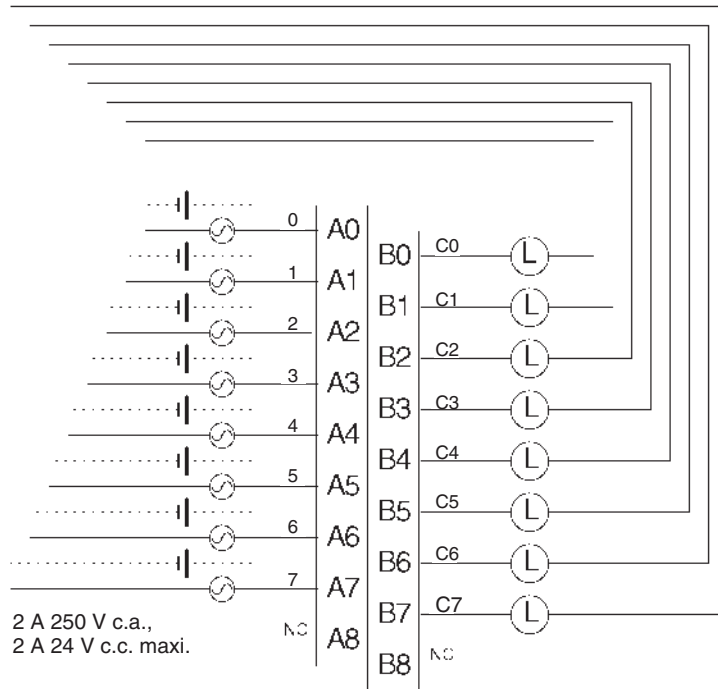 0 A0
B0 C0 L
1 A1
B1 C1 L
2 A2
B2 C2 L
3 A3
B3 C3 L
4 A4
B4 C4 L
5 A5
B5 C5 L
6 A6
B6 C6 L
7 A7
B7 C7 L
2 A 250 V c.a.,
2 A 24 V c.c. maxi.
NC A8
B8 NC